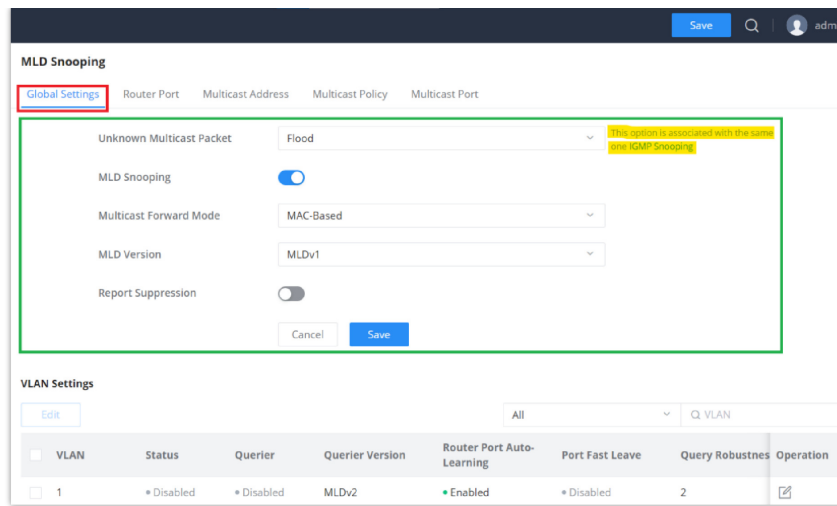 Save
MLD Snooping
Global Settings Router Port Multicast Address Multicast Policy Multicast Port
Unknown Multicast Packet Flood This option is associated with the same
one IGMP Snooping
MLD Snooping
Multicast Forward Mode MAC-Based
MLD Version MLDv1
Report Suppression
Cancel Save
VLAN Settings
Edit All VLAN
VLAN Status Querier Querier Version Router Port Auto-
Learning Port Fast Leave Query Robustnes Operation
1 Disabled Disabled MLDv2 Enabled Disabled 2